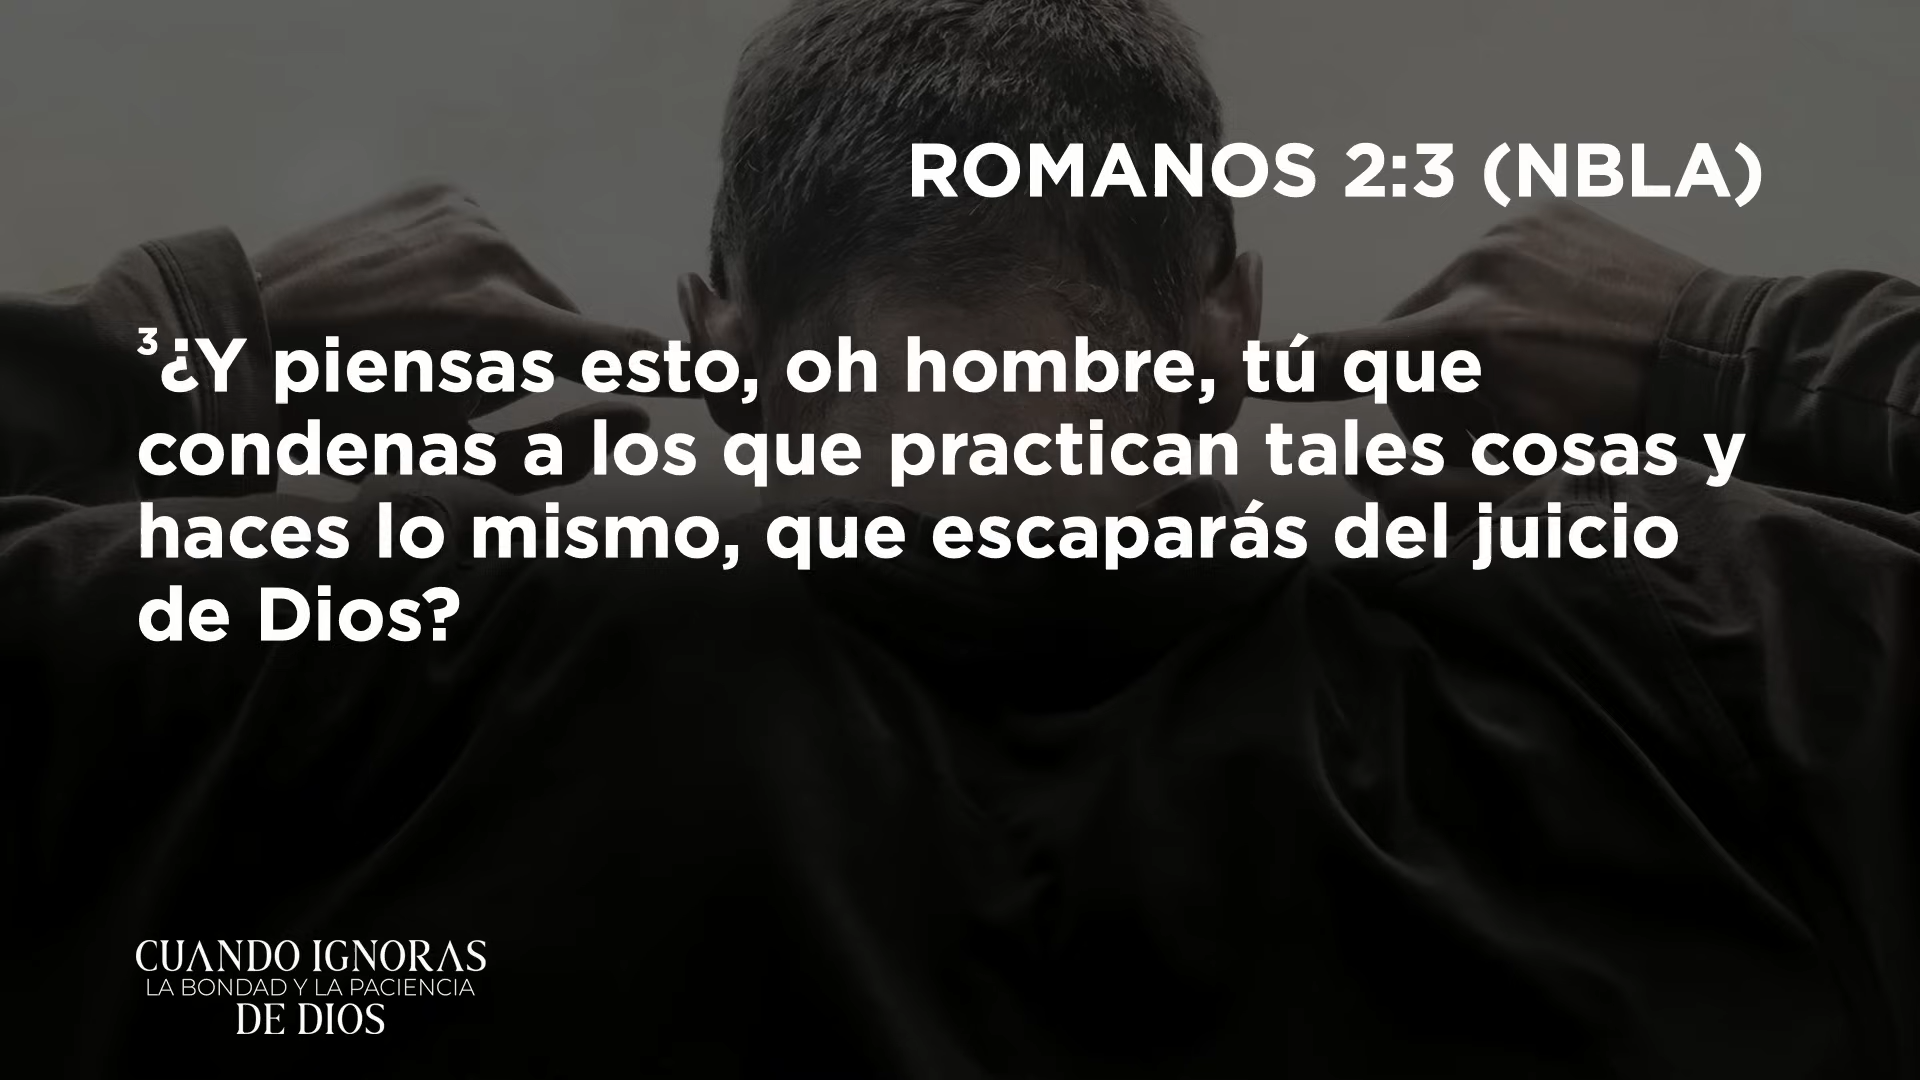 ROMANOS 2:3 (NBLA)
³¿Y piensas esto, oh hombre, tú que
condenas a los que practican tales cosas y
haces lo mismo, que escaparás del juicio
de Dios?
CUANDO IGNORAS
LA BONDAD Y LA PACIENCIA
DE DIOS